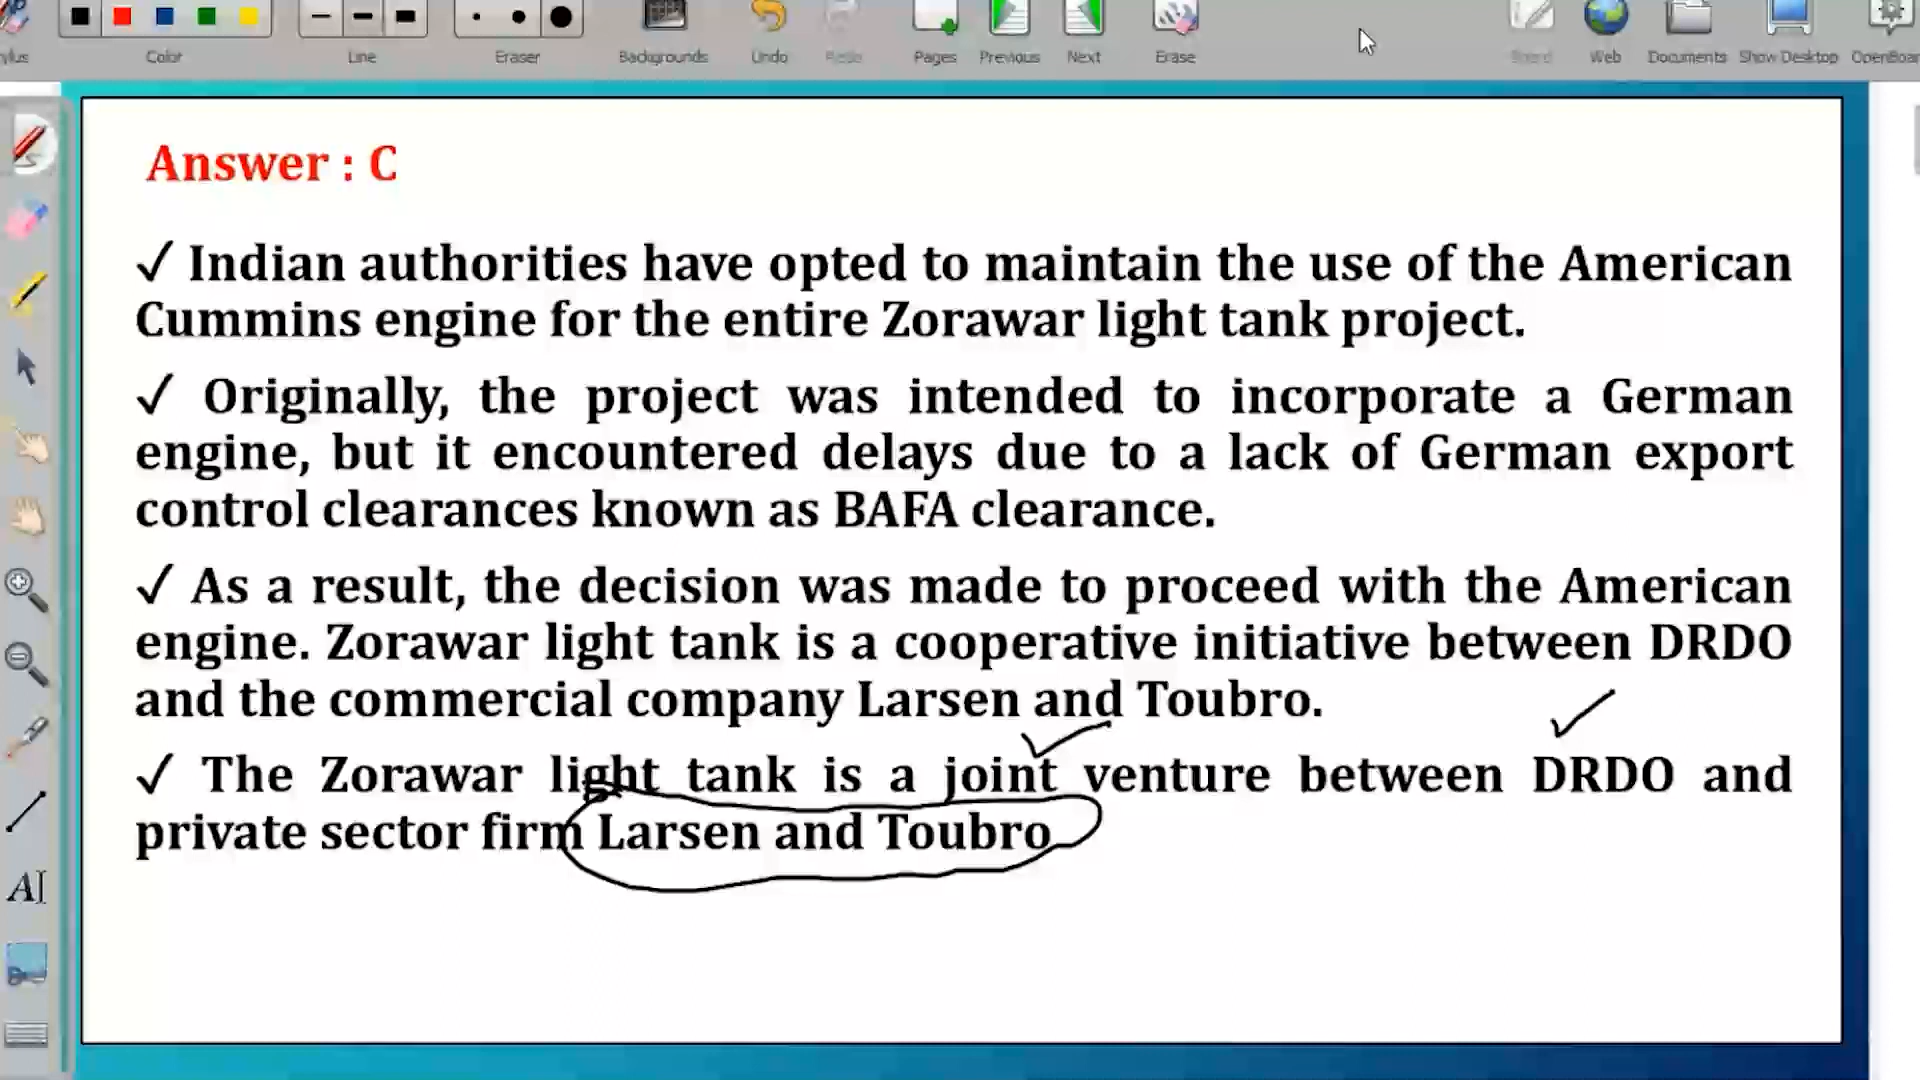 ylus Color Line Eraser Backgrounds Undo Pages Previous Next Erase Board Web Documents Show Desktop OpenBoar
Answer : C
✓ Indian authorities have opted to maintain the use of the American
Cummins engine for the entire Zorawar light tank project.
✓ Originally, the project was intended to incorporate a German
engine, but it encountered delays due to a lack of German export
control clearances known as BAFA clearance.
✓ As a result, the decision was made to proceed with the American
engine. Zorawar light tank is a cooperative initiative between DRDO
and the commercial company Larsen and Toubro.
✓ The Zorawar light tank is a joint venture between DRDO and
private sector firm Larsen and Toubro
AI